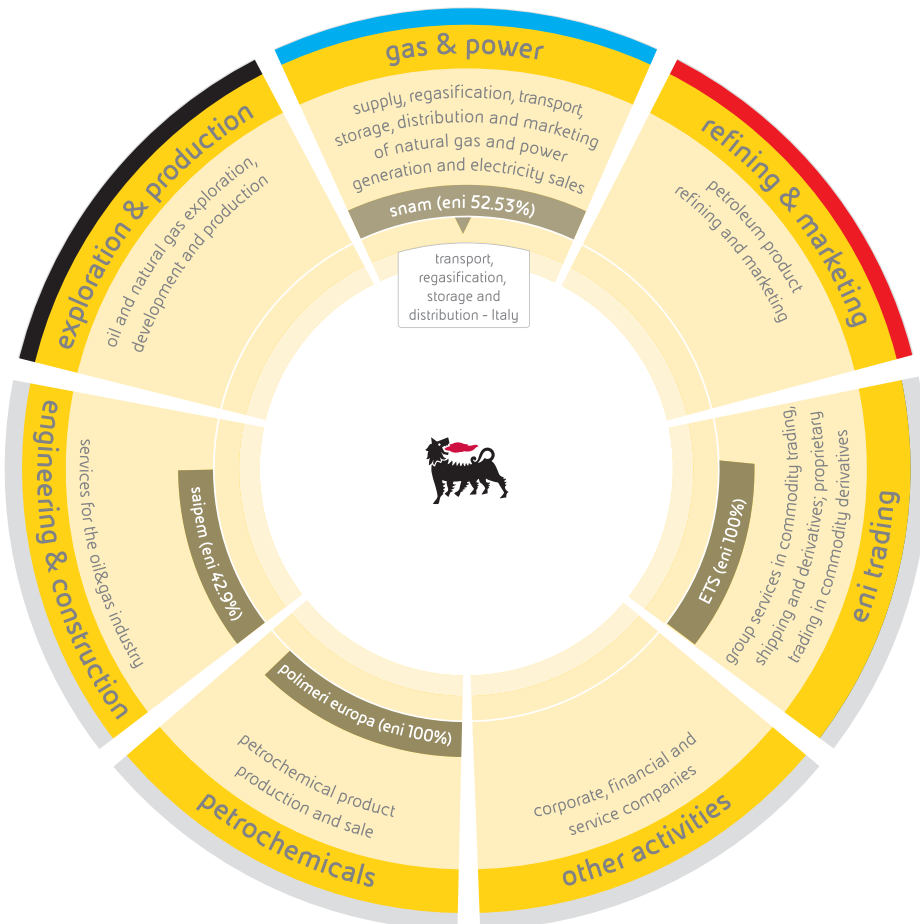 gas & power
supply, regasification, transport,
storage, distribution and marketing
of natural gas and power
generation and electricity sales
snam (eni 52.53%)
transport,
regasification,
storage and
distribution - Italy
refining & marketing
petroleum product
refining and marketing
eni trading
group services in commodity trading,
shipping and derivatives; proprietary
trading in commodity derivatives
ETS (eni 100%)
other activities
corporate, financial and
service companies
petrochemicals
petrochemical product
production and sale
polimeri europa (eni 100%)
engineering & construction
services for the oil&gas industry
saipem (eni 42.9%)
exploration & production
oil and natural gas exploration,
development and production